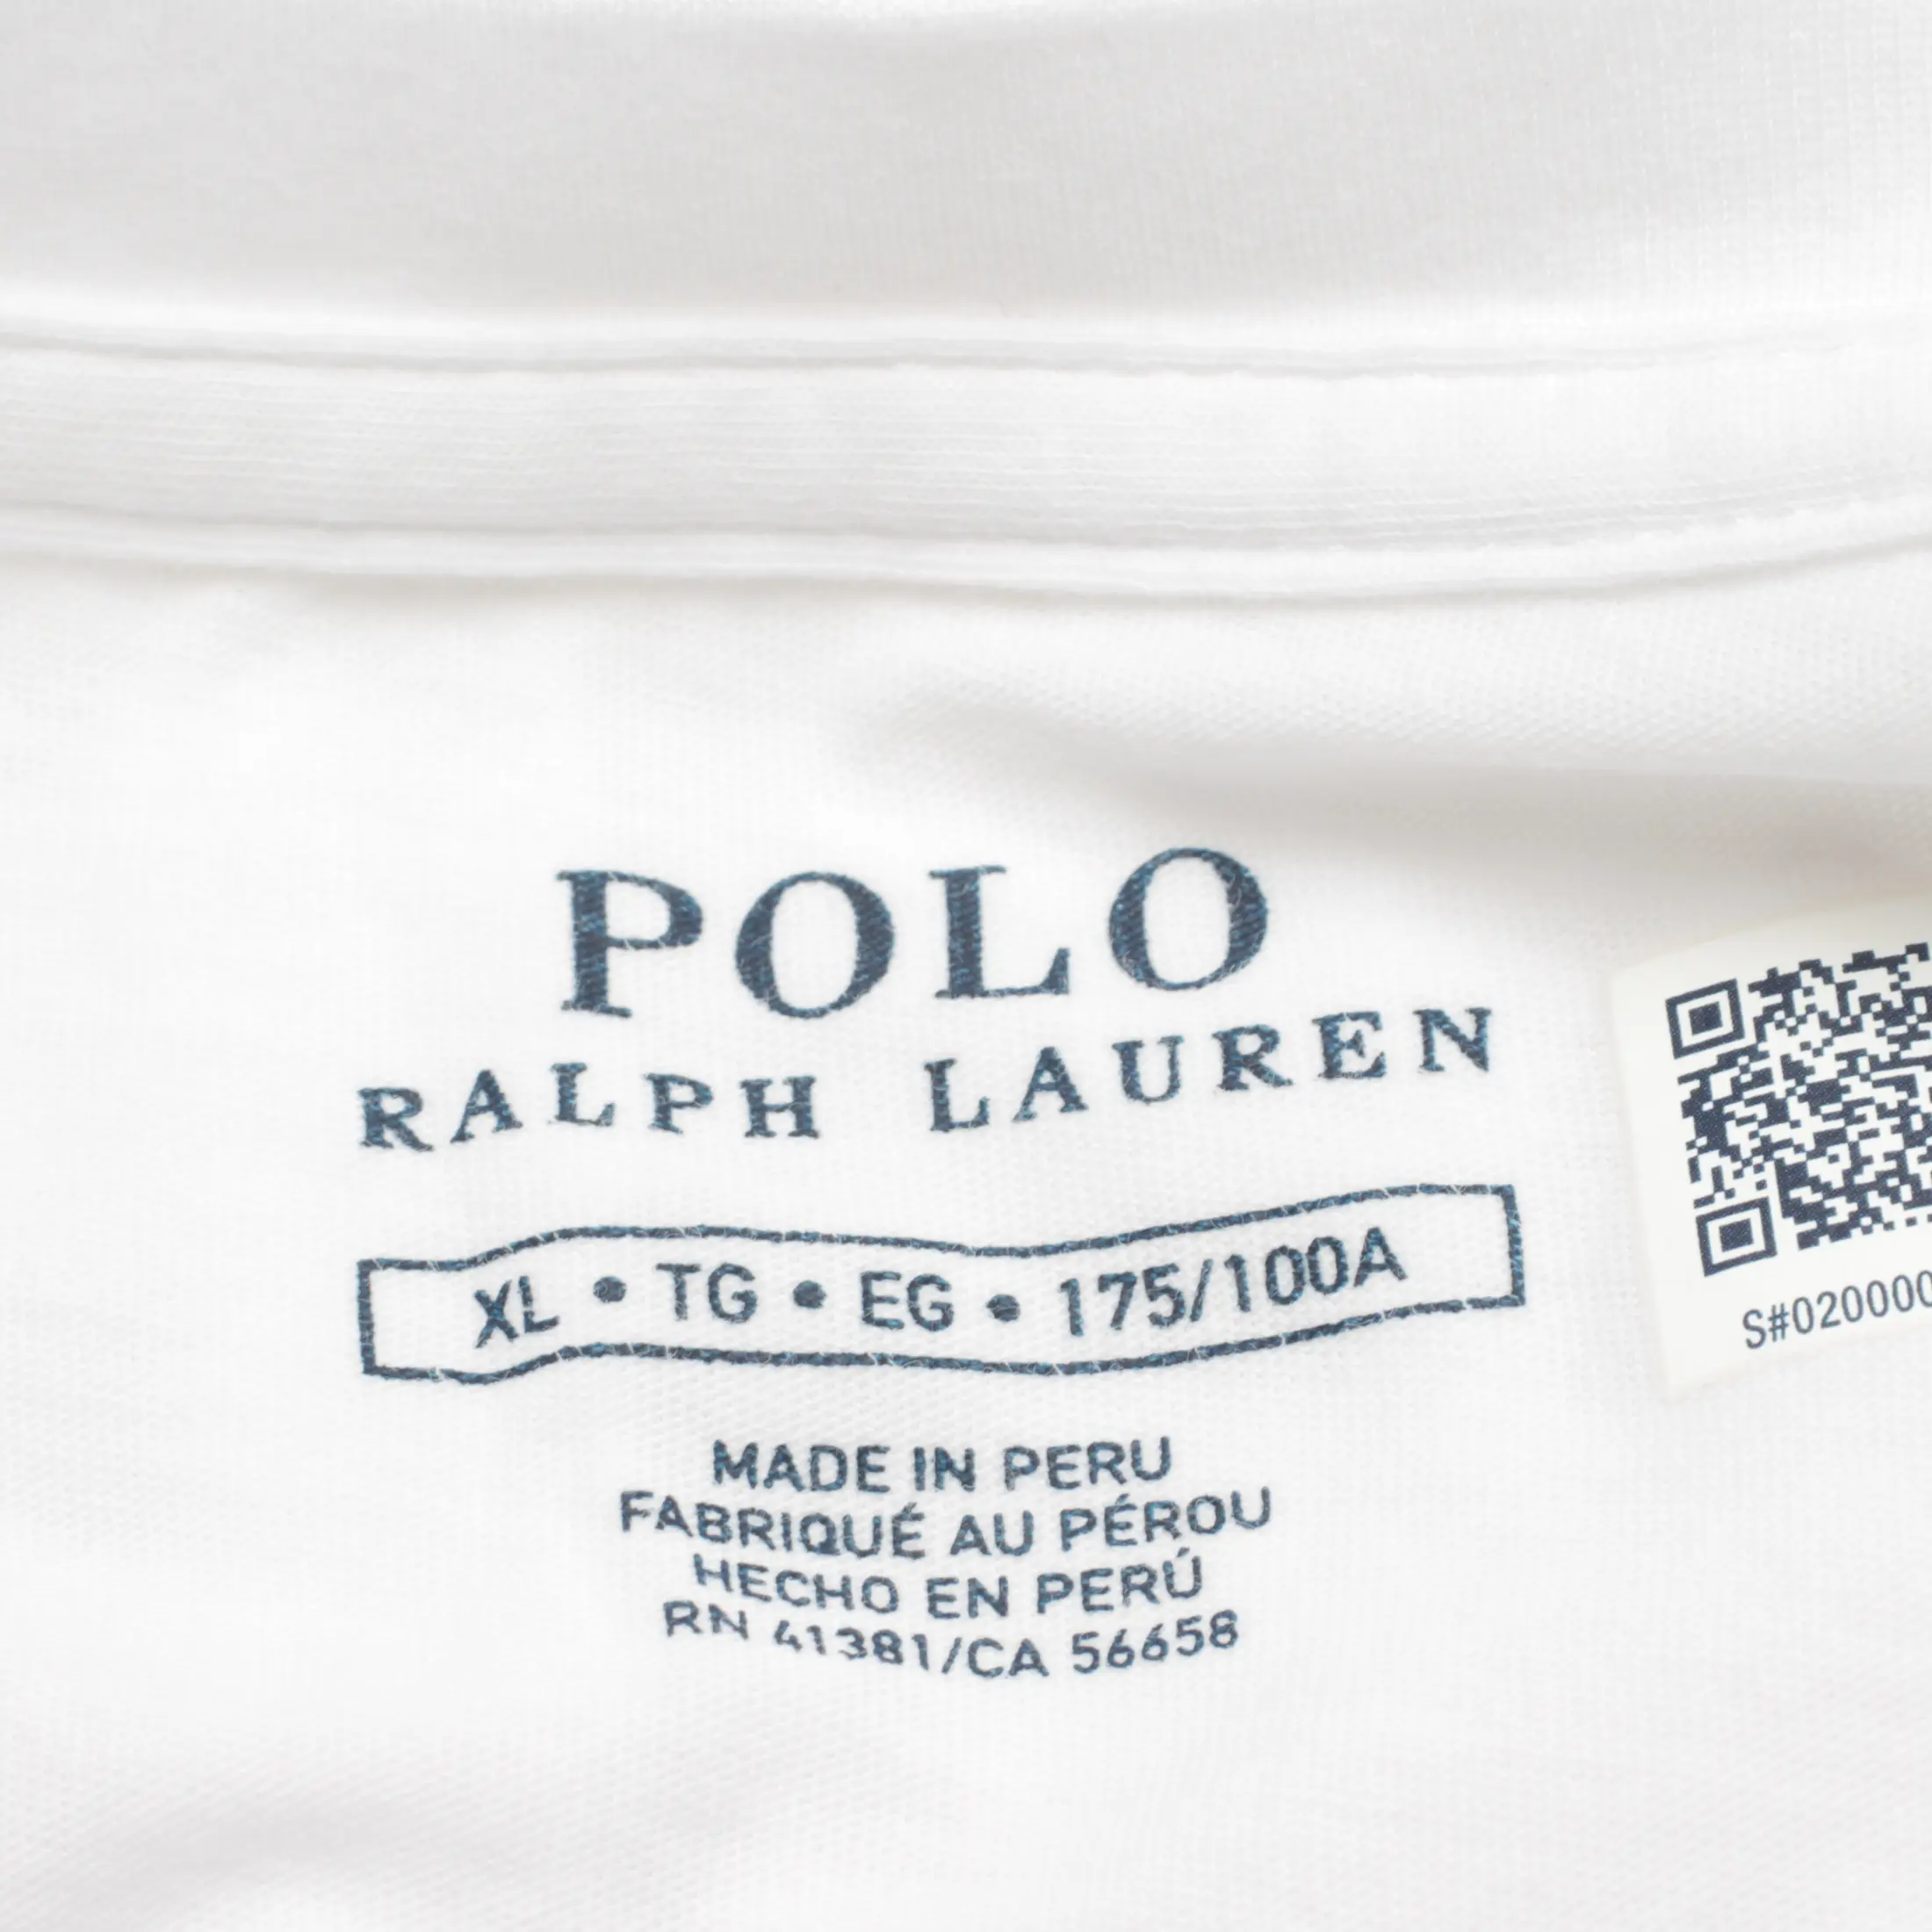 POLO
RALPH LAUREN
XL • TG • EG • 175/100A
MADE IN PERU
FABRIQUÉ AU PÉROU
HECHO EN PERÚ
RN 41381/CA 56658
S#020000